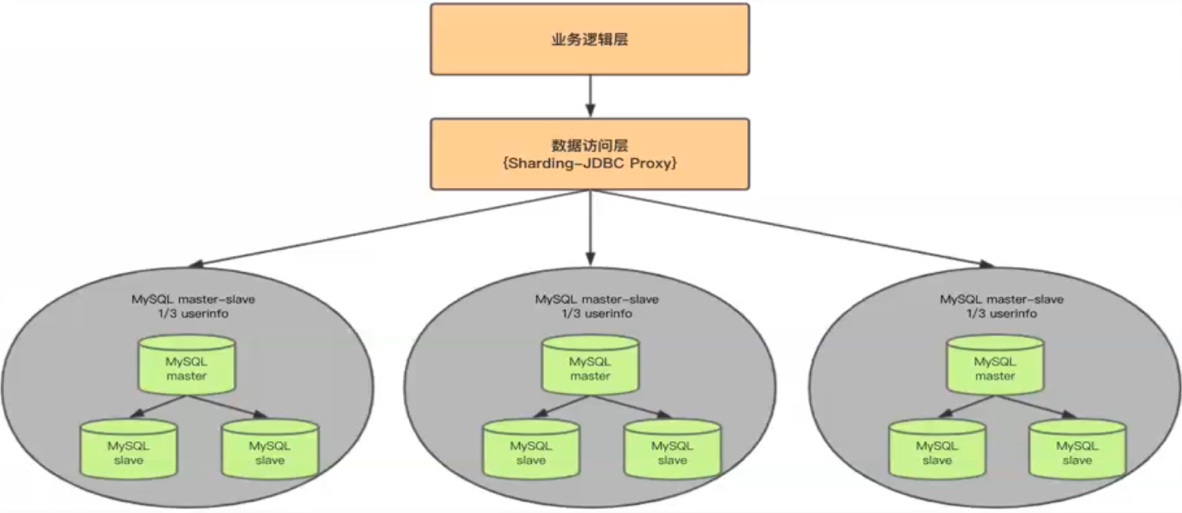 业务逻辑层
数据访问层
{Sharding-JDBC Proxy}
MySQL master-slave
1/3 userinfo
MySQL
master
MySQL
slave
MySQL
slave
MySQL master-slave
1/3 userinfo
MySQL
master
MySQL
slave
MySQL
slave
MySQL master-slave
1/3 userinfo
MySQL
master
MySQL
slave
MySQL
slave